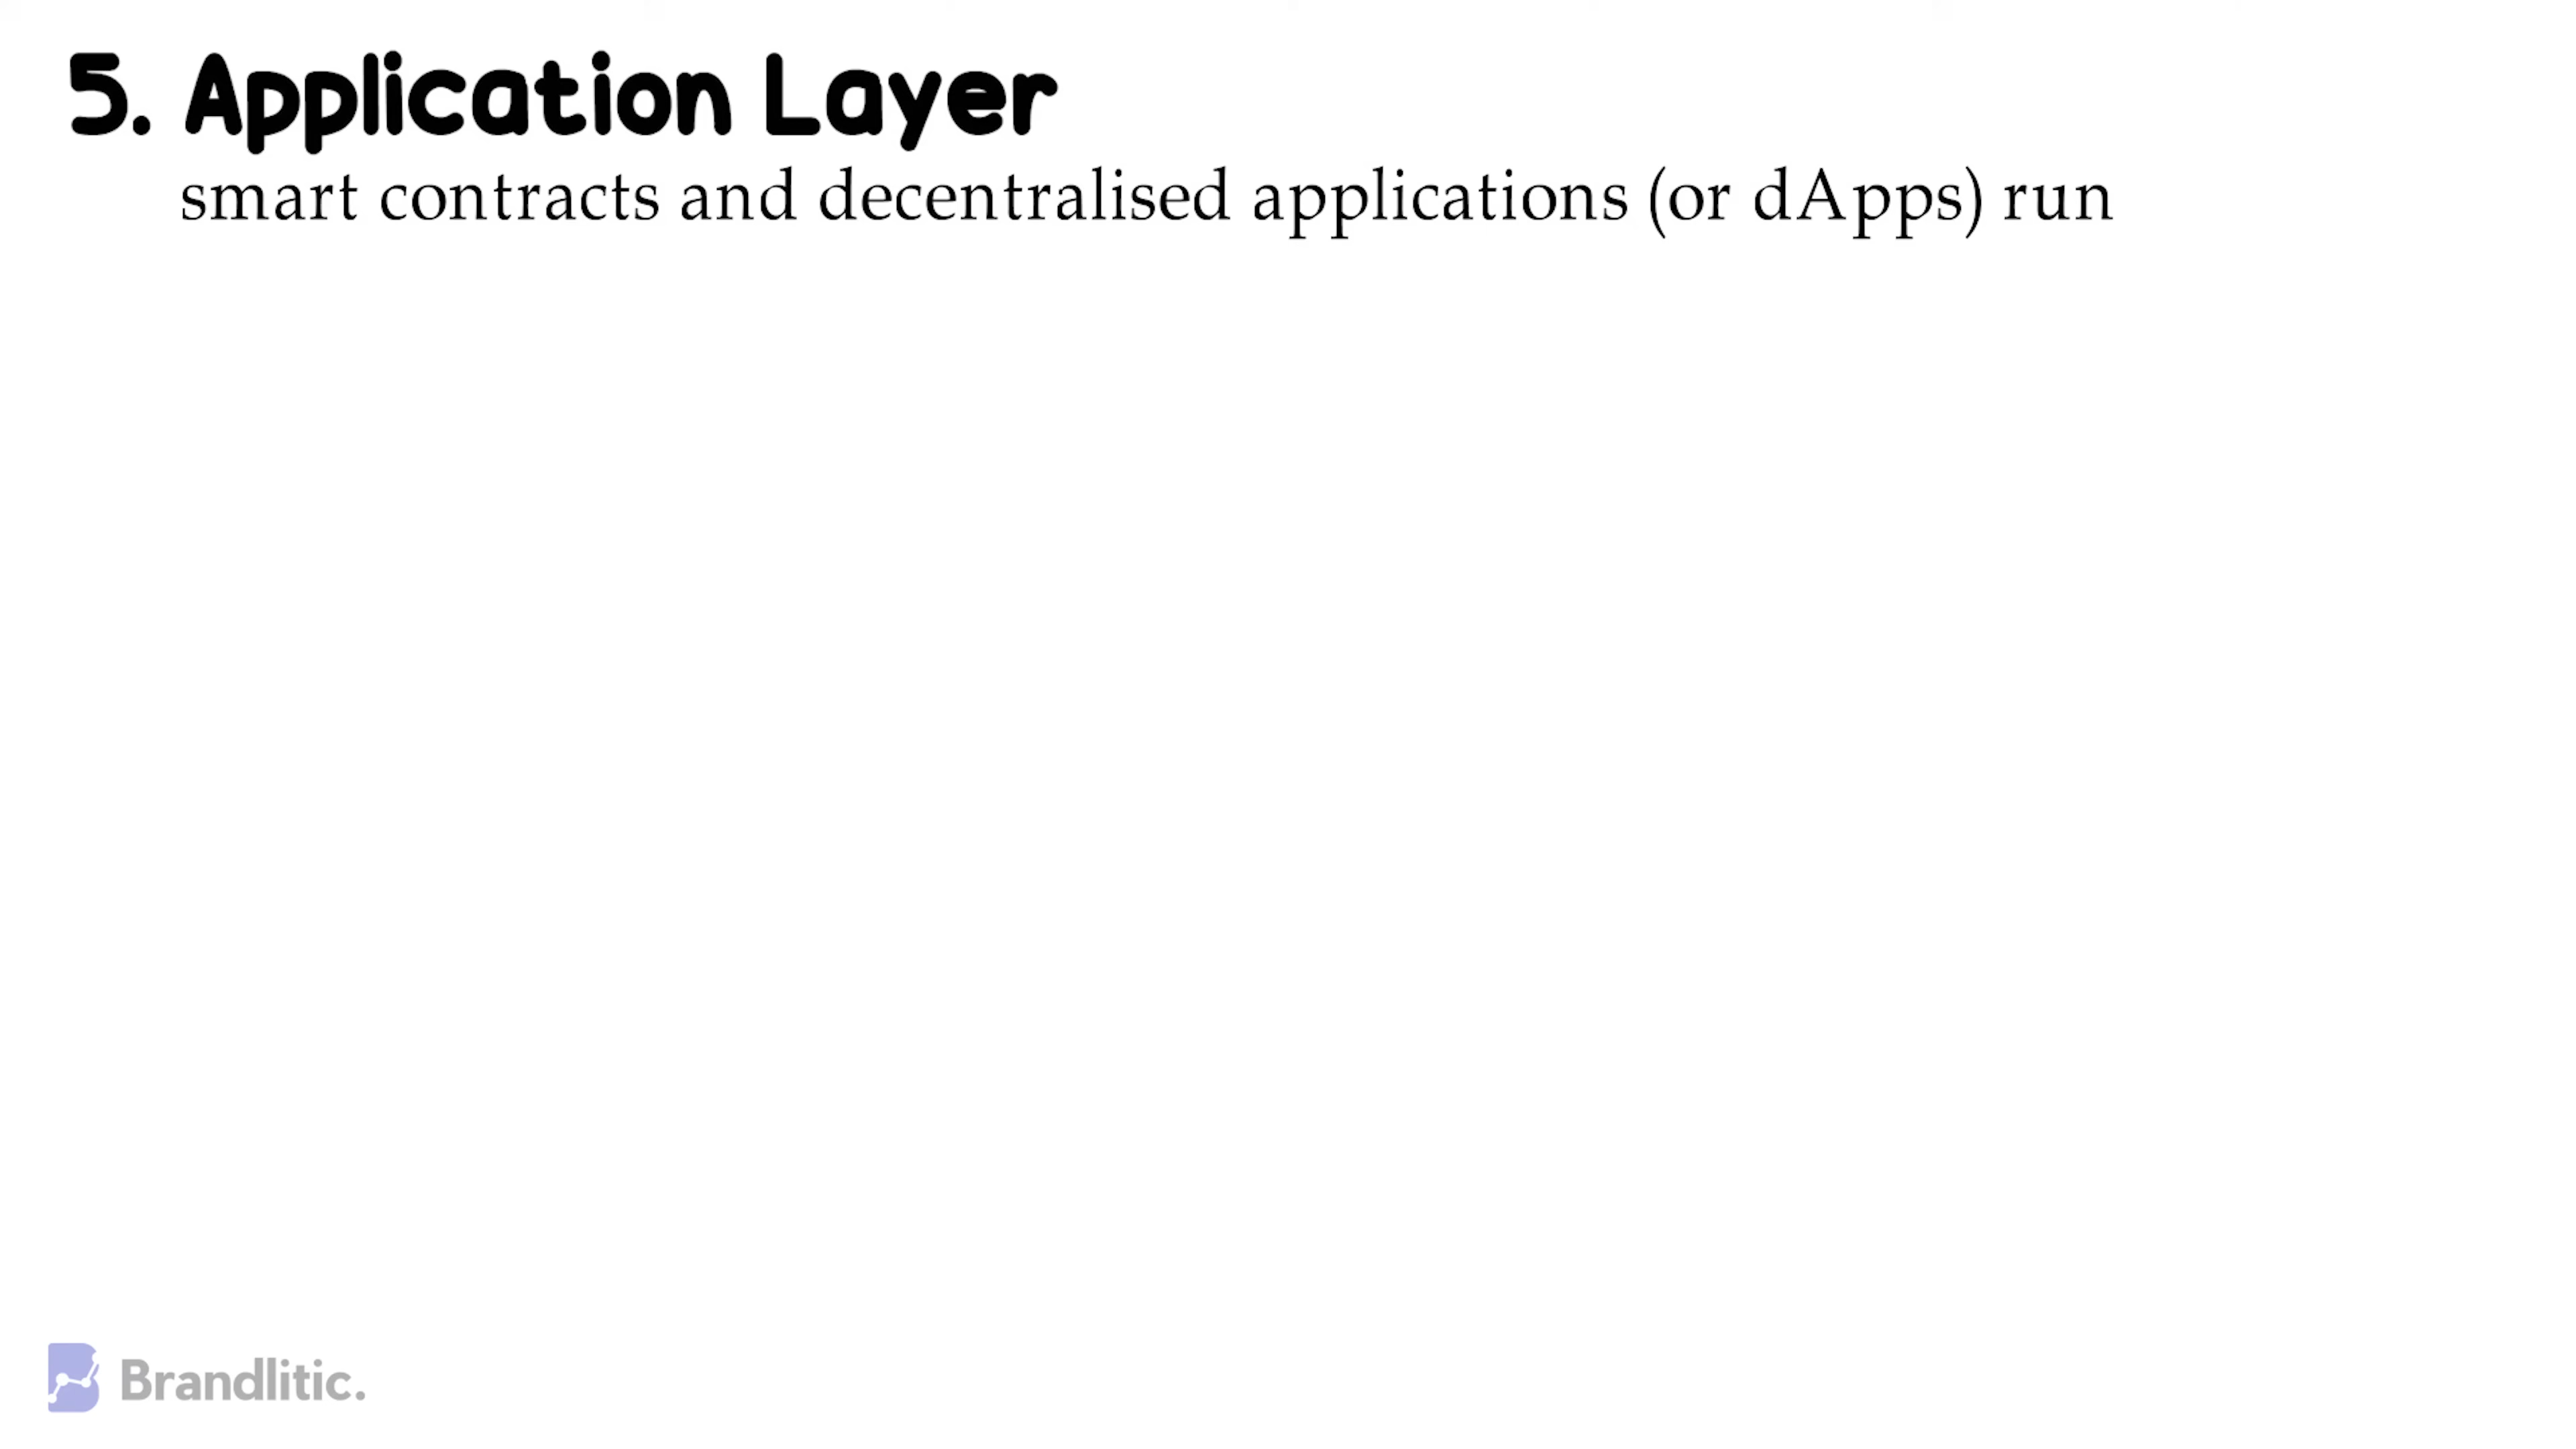 5. Application Layer
smart contracts and decentralised applications (or dApps) run
Brandlitic.